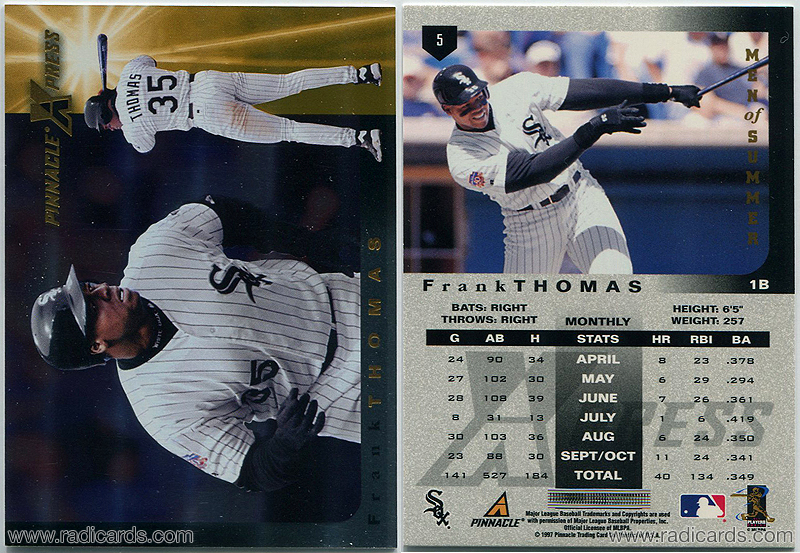 PINNACLE® XPRESS
THOMAS
35
Sox
35
Frank THOMAS
www.radicards.com
5
MEN of SUMMER
Sox
Frank THOMAS
1B
BATS: RIGHT
THROWS: RIGHT
MONTHLY
HEIGHT: 6'5"
WEIGHT: 257
G AB H STATS HR RBI BA
24 90 34 APRIL 8 23 .378
27 102 30 MAY 6 29 .294
28 108 39 JUNE 7 26 .361
8 31 13 JULY 1 6 .419
30 103 36 AUG 6 24 .350
23 88 30 SEPT/OCT 11 24 .341
141 527 184 TOTAL 40 134 .349
XPRESS
Sox
PINNACLE®
Major League Baseball Trademarks and Copyrights are used
with permission of Major League Baseball Properties, Inc.
Official Licensee of MLBPA.
© 1997 Pinnacle Trading Card
PLAYERS
www.radicards.com